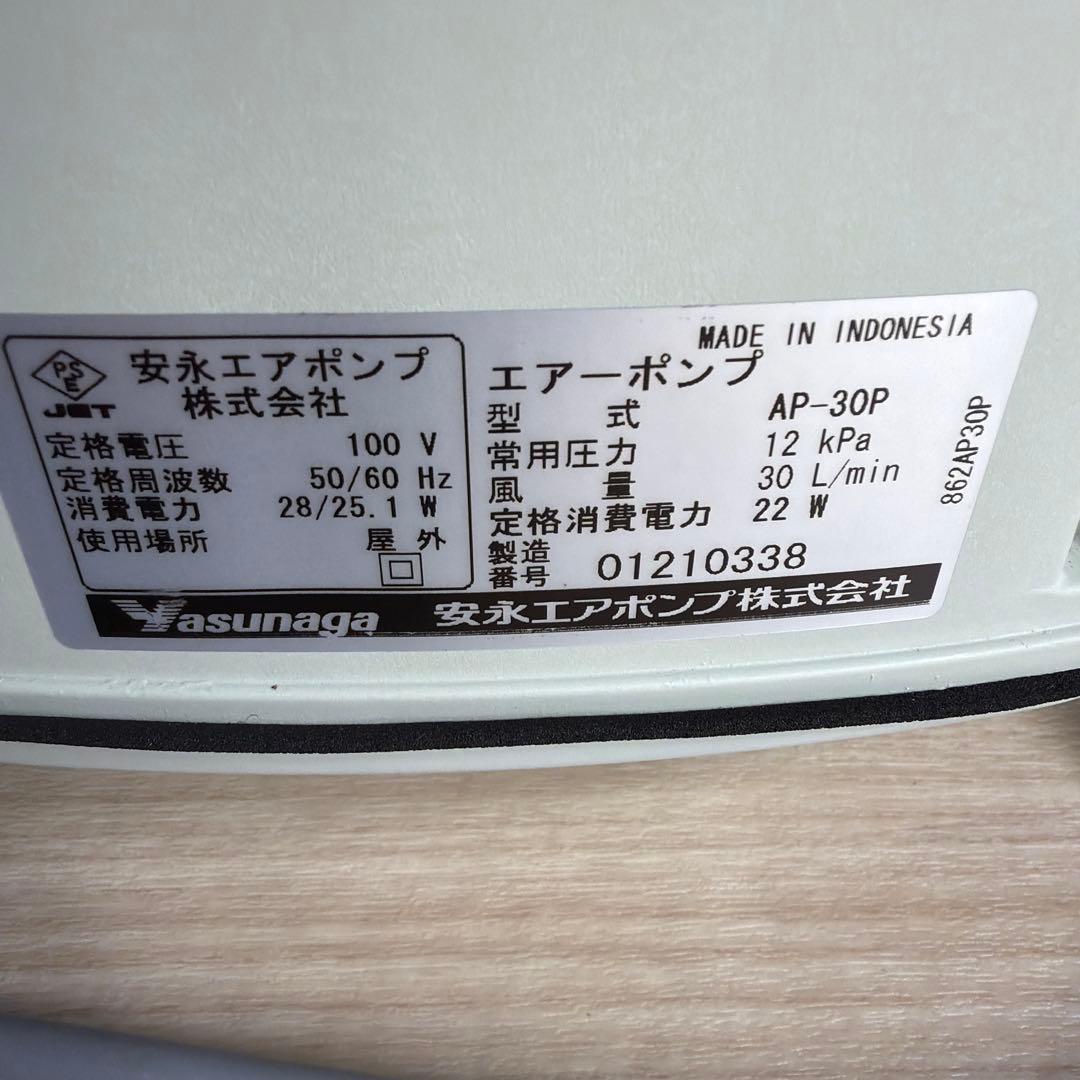 MADE IN INDONESIA
PSE
JET
安永エアポンプ
株式会社
定格電圧 100 V
定格周波数 50/60 Hz
消費電力 28/25.1 W
使用場所 屋外
エアーポンプ
型式 AP-30P
常用圧力 12 kPa
風量 30 L/min
定格消費電力 22 W
製造番号 01210338
862AP30P
Yasunaga 安永エアポンプ株式会社